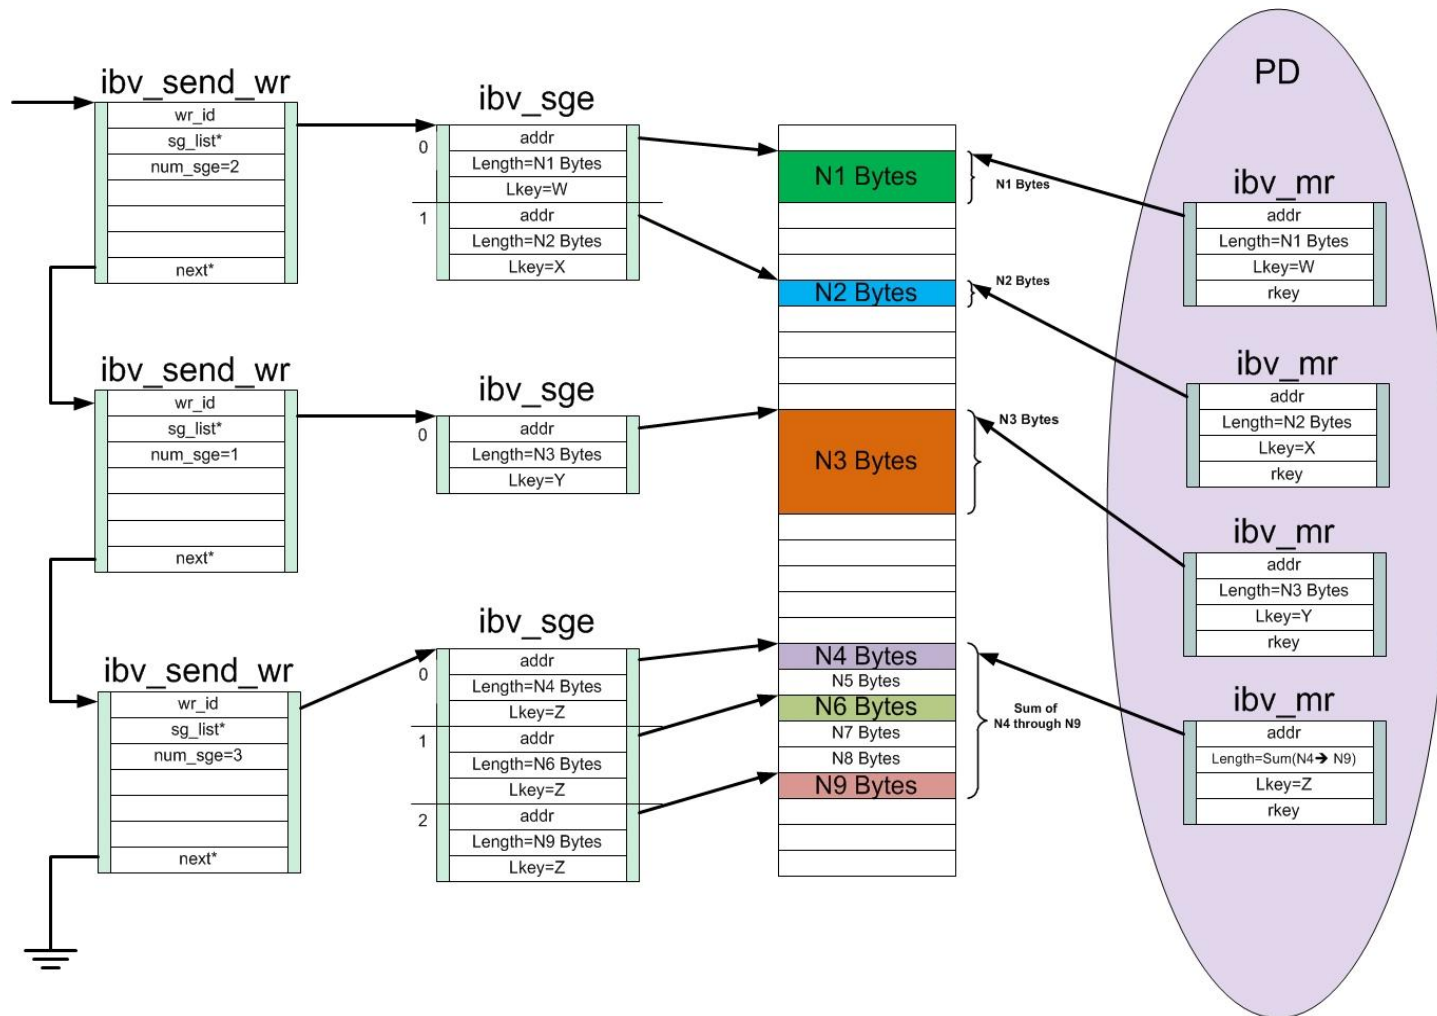 ibv_send_wr
wr_id
sg_list*
num_sge=2
next*
ibv_send_wr
wr_id
sg_list*
num_sge=1
next*
ibv_send_wr
wr_id
sg_list*
num_sge=3
next*
ibv_sge
0
addr
Length=N1 Bytes
Lkey=W
1
addr
Length=N2 Bytes
Lkey=X
ibv_sge
0
addr
Length=N3 Bytes
Lkey=Y
ibv_sge
0
addr
Length=N4 Bytes
Lkey=Z
1
addr
Length=N6 Bytes
Lkey=Z
2
addr
Length=N9 Bytes
Lkey=Z
N1 Bytes
N2 Bytes
N3 Bytes
N4 Bytes
N5 Bytes
N6 Bytes
N7 Bytes
N8 Bytes
N9 Bytes
N1 Bytes
N2 Bytes
N3 Bytes
Sum of
N4 through N9
PD
ibv_mr
addr
Length=N1 Bytes
Lkey=W
rkey
ibv_mr
addr
Length=N2 Bytes
Lkey=X
rkey
ibv_mr
addr
Length=N3 Bytes
Lkey=Y
rkey
ibv_mr
addr
Length=Sum(N4➔ N9)
Lkey=Z
rkey